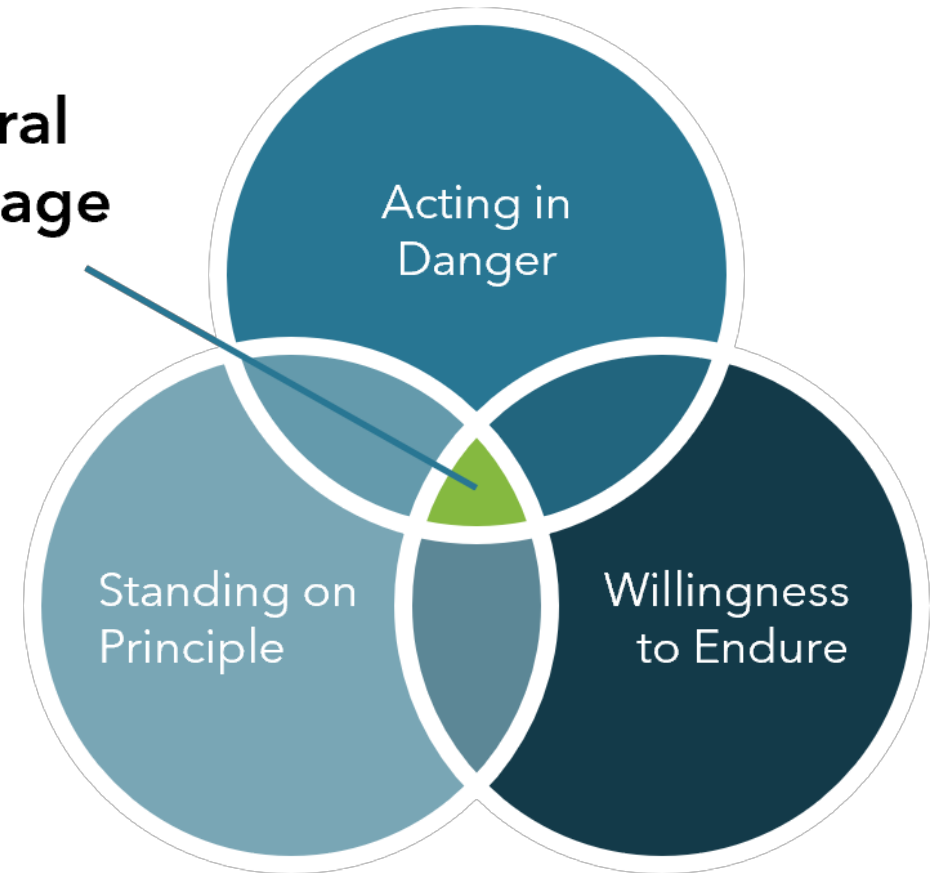 ral
age
Acting in
Danger
Standing on
Principle
Willingness
to Endure